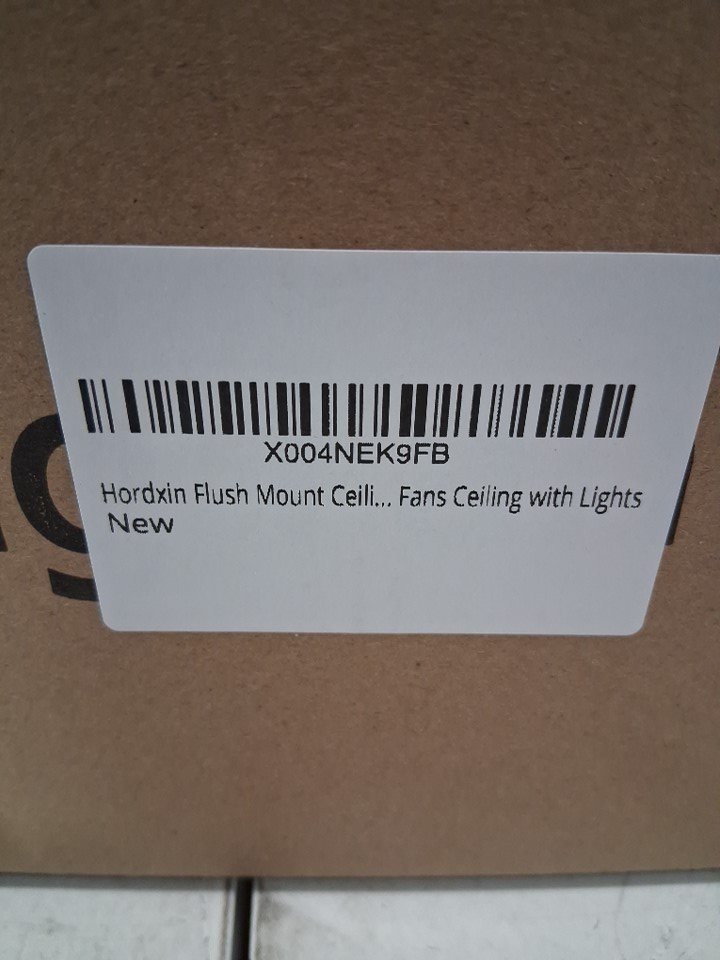 X004NEK9FB
Hordxin Flush Mount Ceili... Fans Ceiling with Lights
New